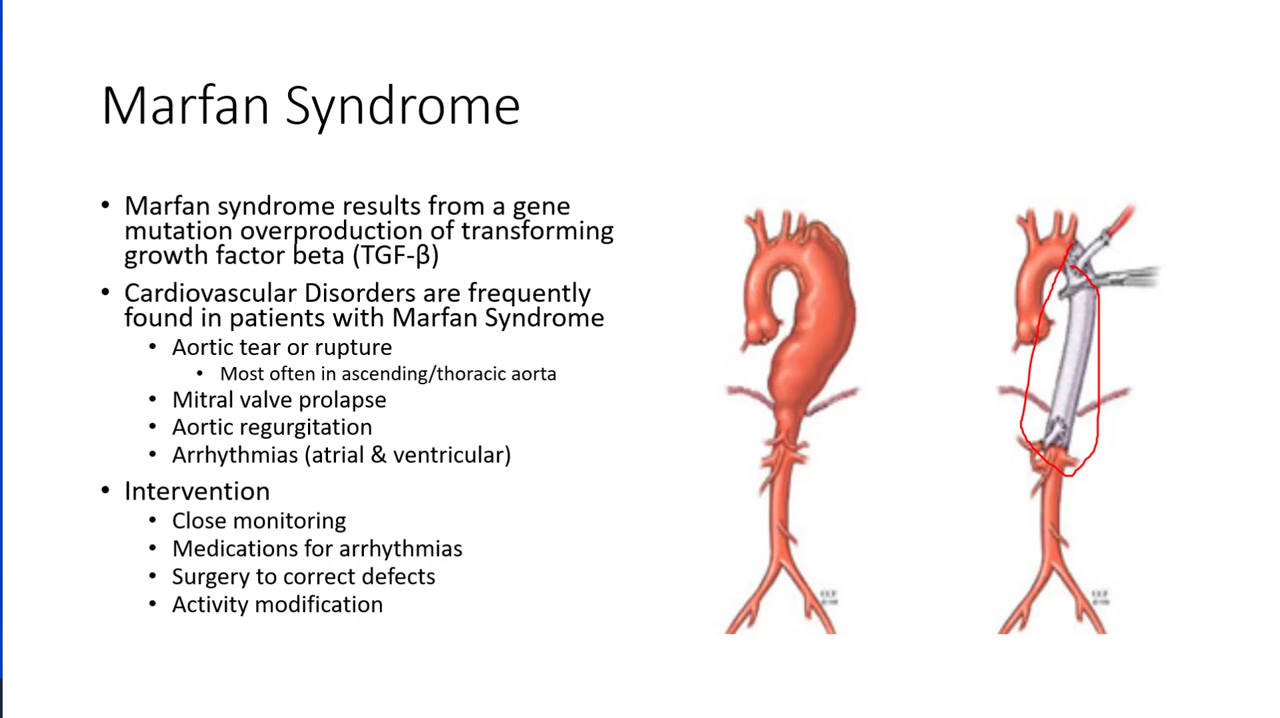 Marfan Syndrome
• Marfan syndrome results from a gene
mutation overproduction of transforming
growth factor beta (TGF-β)
• Cardiovascular Disorders are frequently
found in patients with Marfan Syndrome
• Aortic tear or rupture
• Most often in ascending/thoracic aorta
• Mitral valve prolapse
• Aortic regurgitation
• Arrhythmias (atrial & ventricular)
• Intervention
• Close monitoring
• Medications for arrhythmias
• Surgery to correct defects
• Activity modification